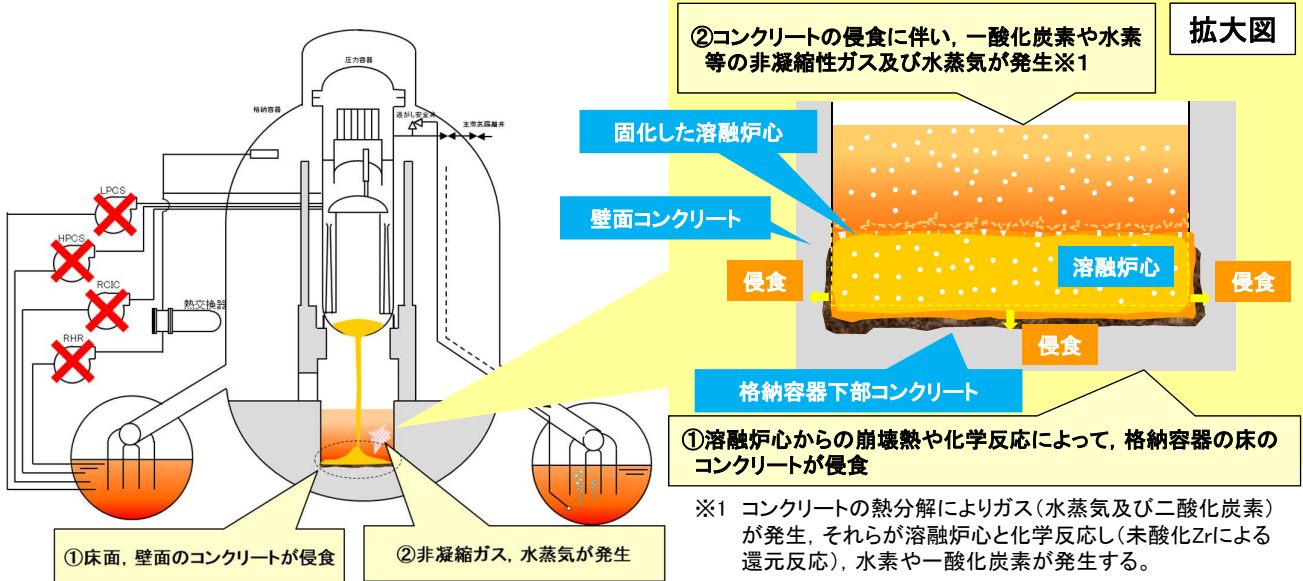 圧力容器
格納容器
逃がし安全弁
主蒸気隔離弁
LPCS
HPCS
RCIC
熱交換器
RHR
①床面，壁面のコンクリートが侵食
②非凝縮ガス，水蒸気が発生
拡大図
②コンクリートの侵食に伴い，一酸化炭素や水素
等の非凝縮性ガス及び水蒸気が発生※1
固化した溶融炉心
壁面コンクリート
溶融炉心
侵食
侵食
侵食
格納容器下部コンクリート
①溶融炉心からの崩壊熱や化学反応によって，格納容器の床の
コンクリートが侵食
※1 コンクリートの熱分解によりガス（水蒸気及び二酸化炭素）
が発生，それらが溶融炉心と化学反応し（未酸化Zrによる
還元反応），水素や一酸化炭素が発生する。